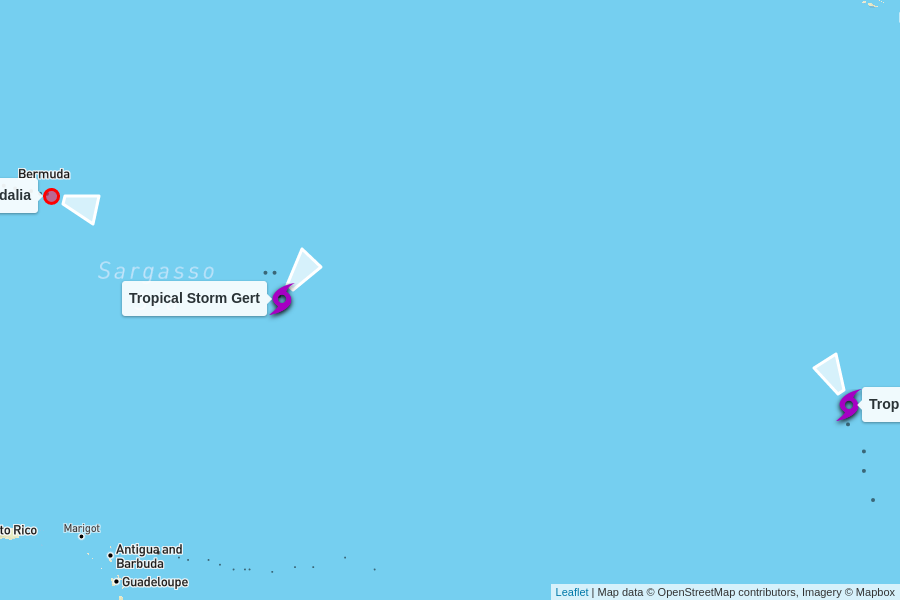 Bermuda
dalia
Sargasso
Tropical Storm Gert
Trop
to Rico
Marigot
Antigua and
Barbuda
Guadeloupe
Leaflet | Map data © OpenStreetMap contributors, Imagery © Mapbox